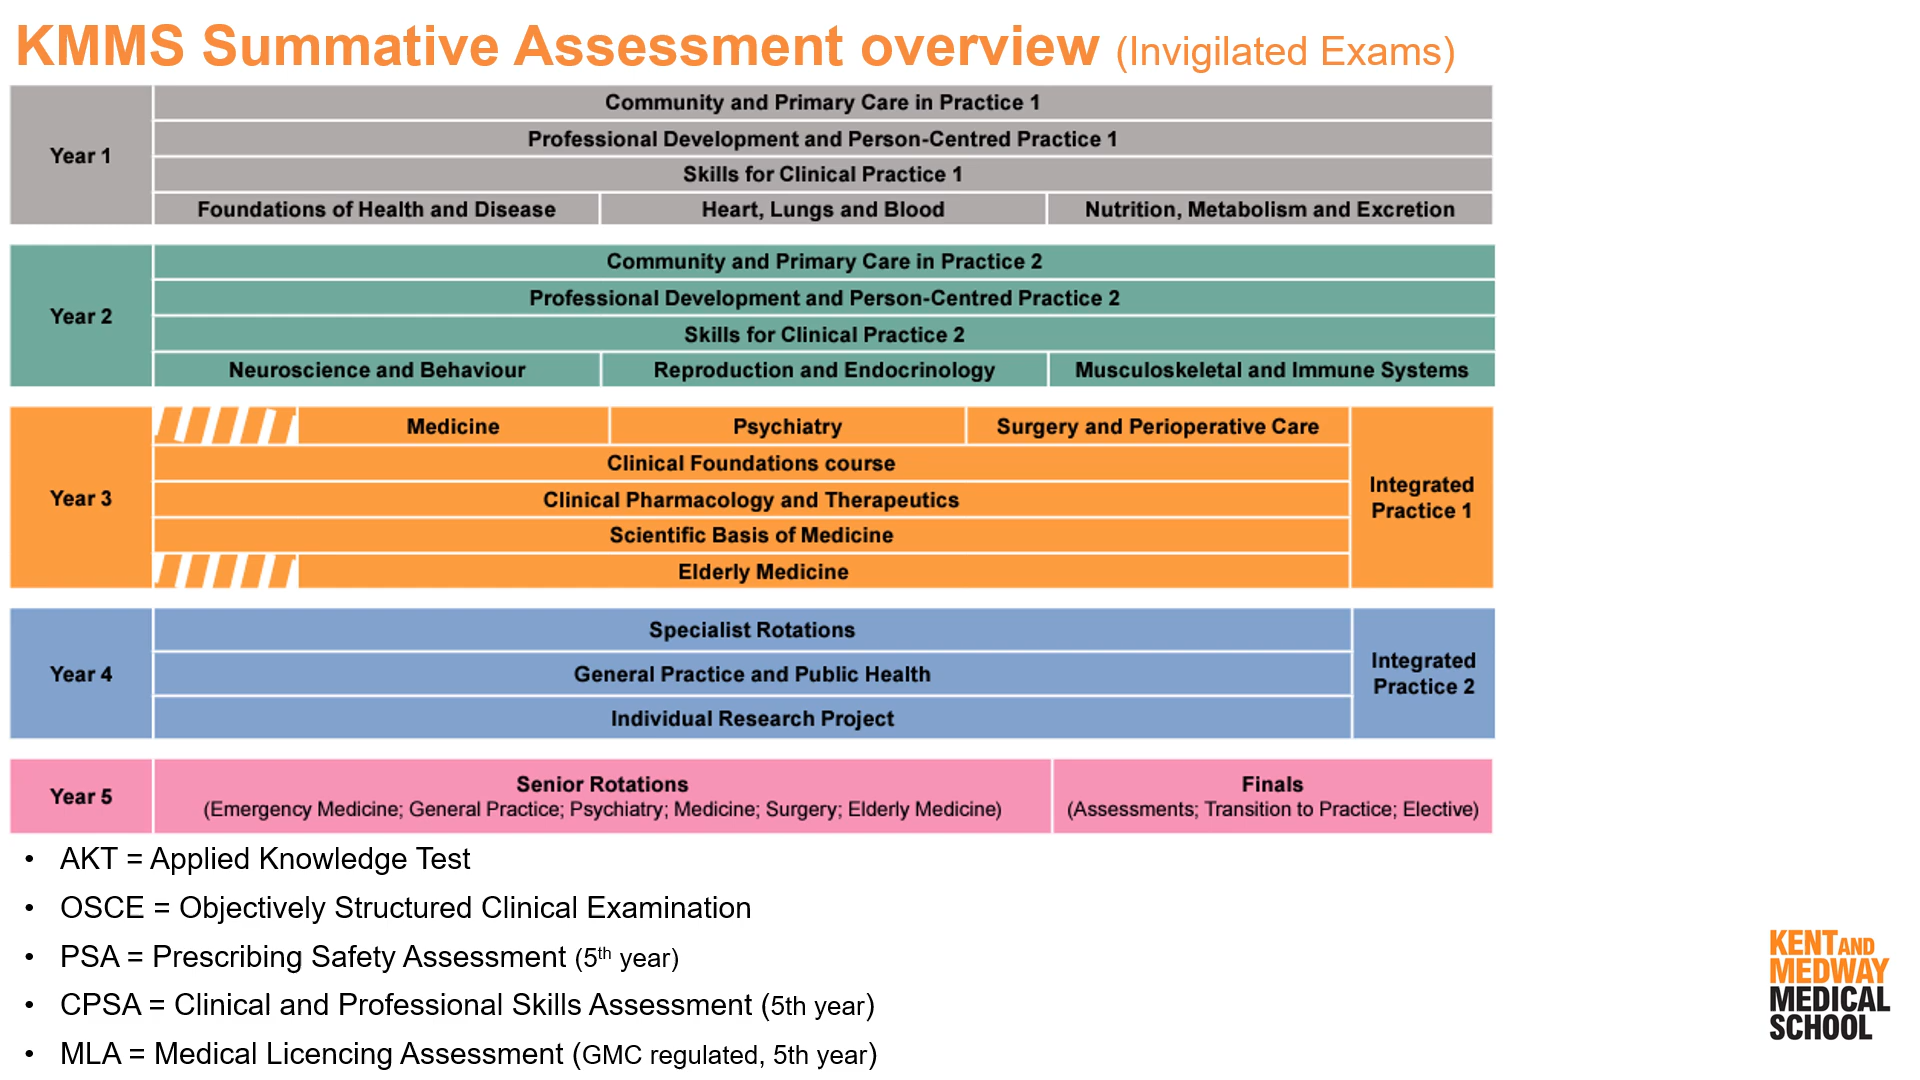 KMMS Summative Assessment overview (Invigilated Exams)
Year 1
Community and Primary Care in Practice 1
Professional Development and Person-Centred Practice 1
Skills for Clinical Practice 1
Foundations of Health and Disease
Heart, Lungs and Blood
Nutrition, Metabolism and Excretion
Year 2
Community and Primary Care in Practice 2
Professional Development and Person-Centred Practice 2
Skills for Clinical Practice 2
Neuroscience and Behaviour
Reproduction and Endocrinology
Musculoskeletal and Immune Systems
Year 3
Medicine
Psychiatry
Surgery and Perioperative Care
Clinical Foundations course
Clinical Pharmacology and Therapeutics
Scientific Basis of Medicine
Elderly Medicine
Integrated
Practice 1
Year 4
Specialist Rotations
General Practice and Public Health
Individual Research Project
Integrated
Practice 2
Year 5
Senior Rotations
(Emergency Medicine; General Practice; Psychiatry; Medicine; Surgery; Elderly Medicine)
Finals
(Assessments; Transition to Practice; Elective)
• AKT = Applied Knowledge Test
• OSCE = Objectively Structured Clinical Examination
• PSA = Prescribing Safety Assessment (5th year)
• CPSA = Clinical and Professional Skills Assessment (5th year)
• MLA = Medical Licencing Assessment (GMC regulated, 5th year)
KENT AND
MEDWAY
MEDICAL
SCHOOL